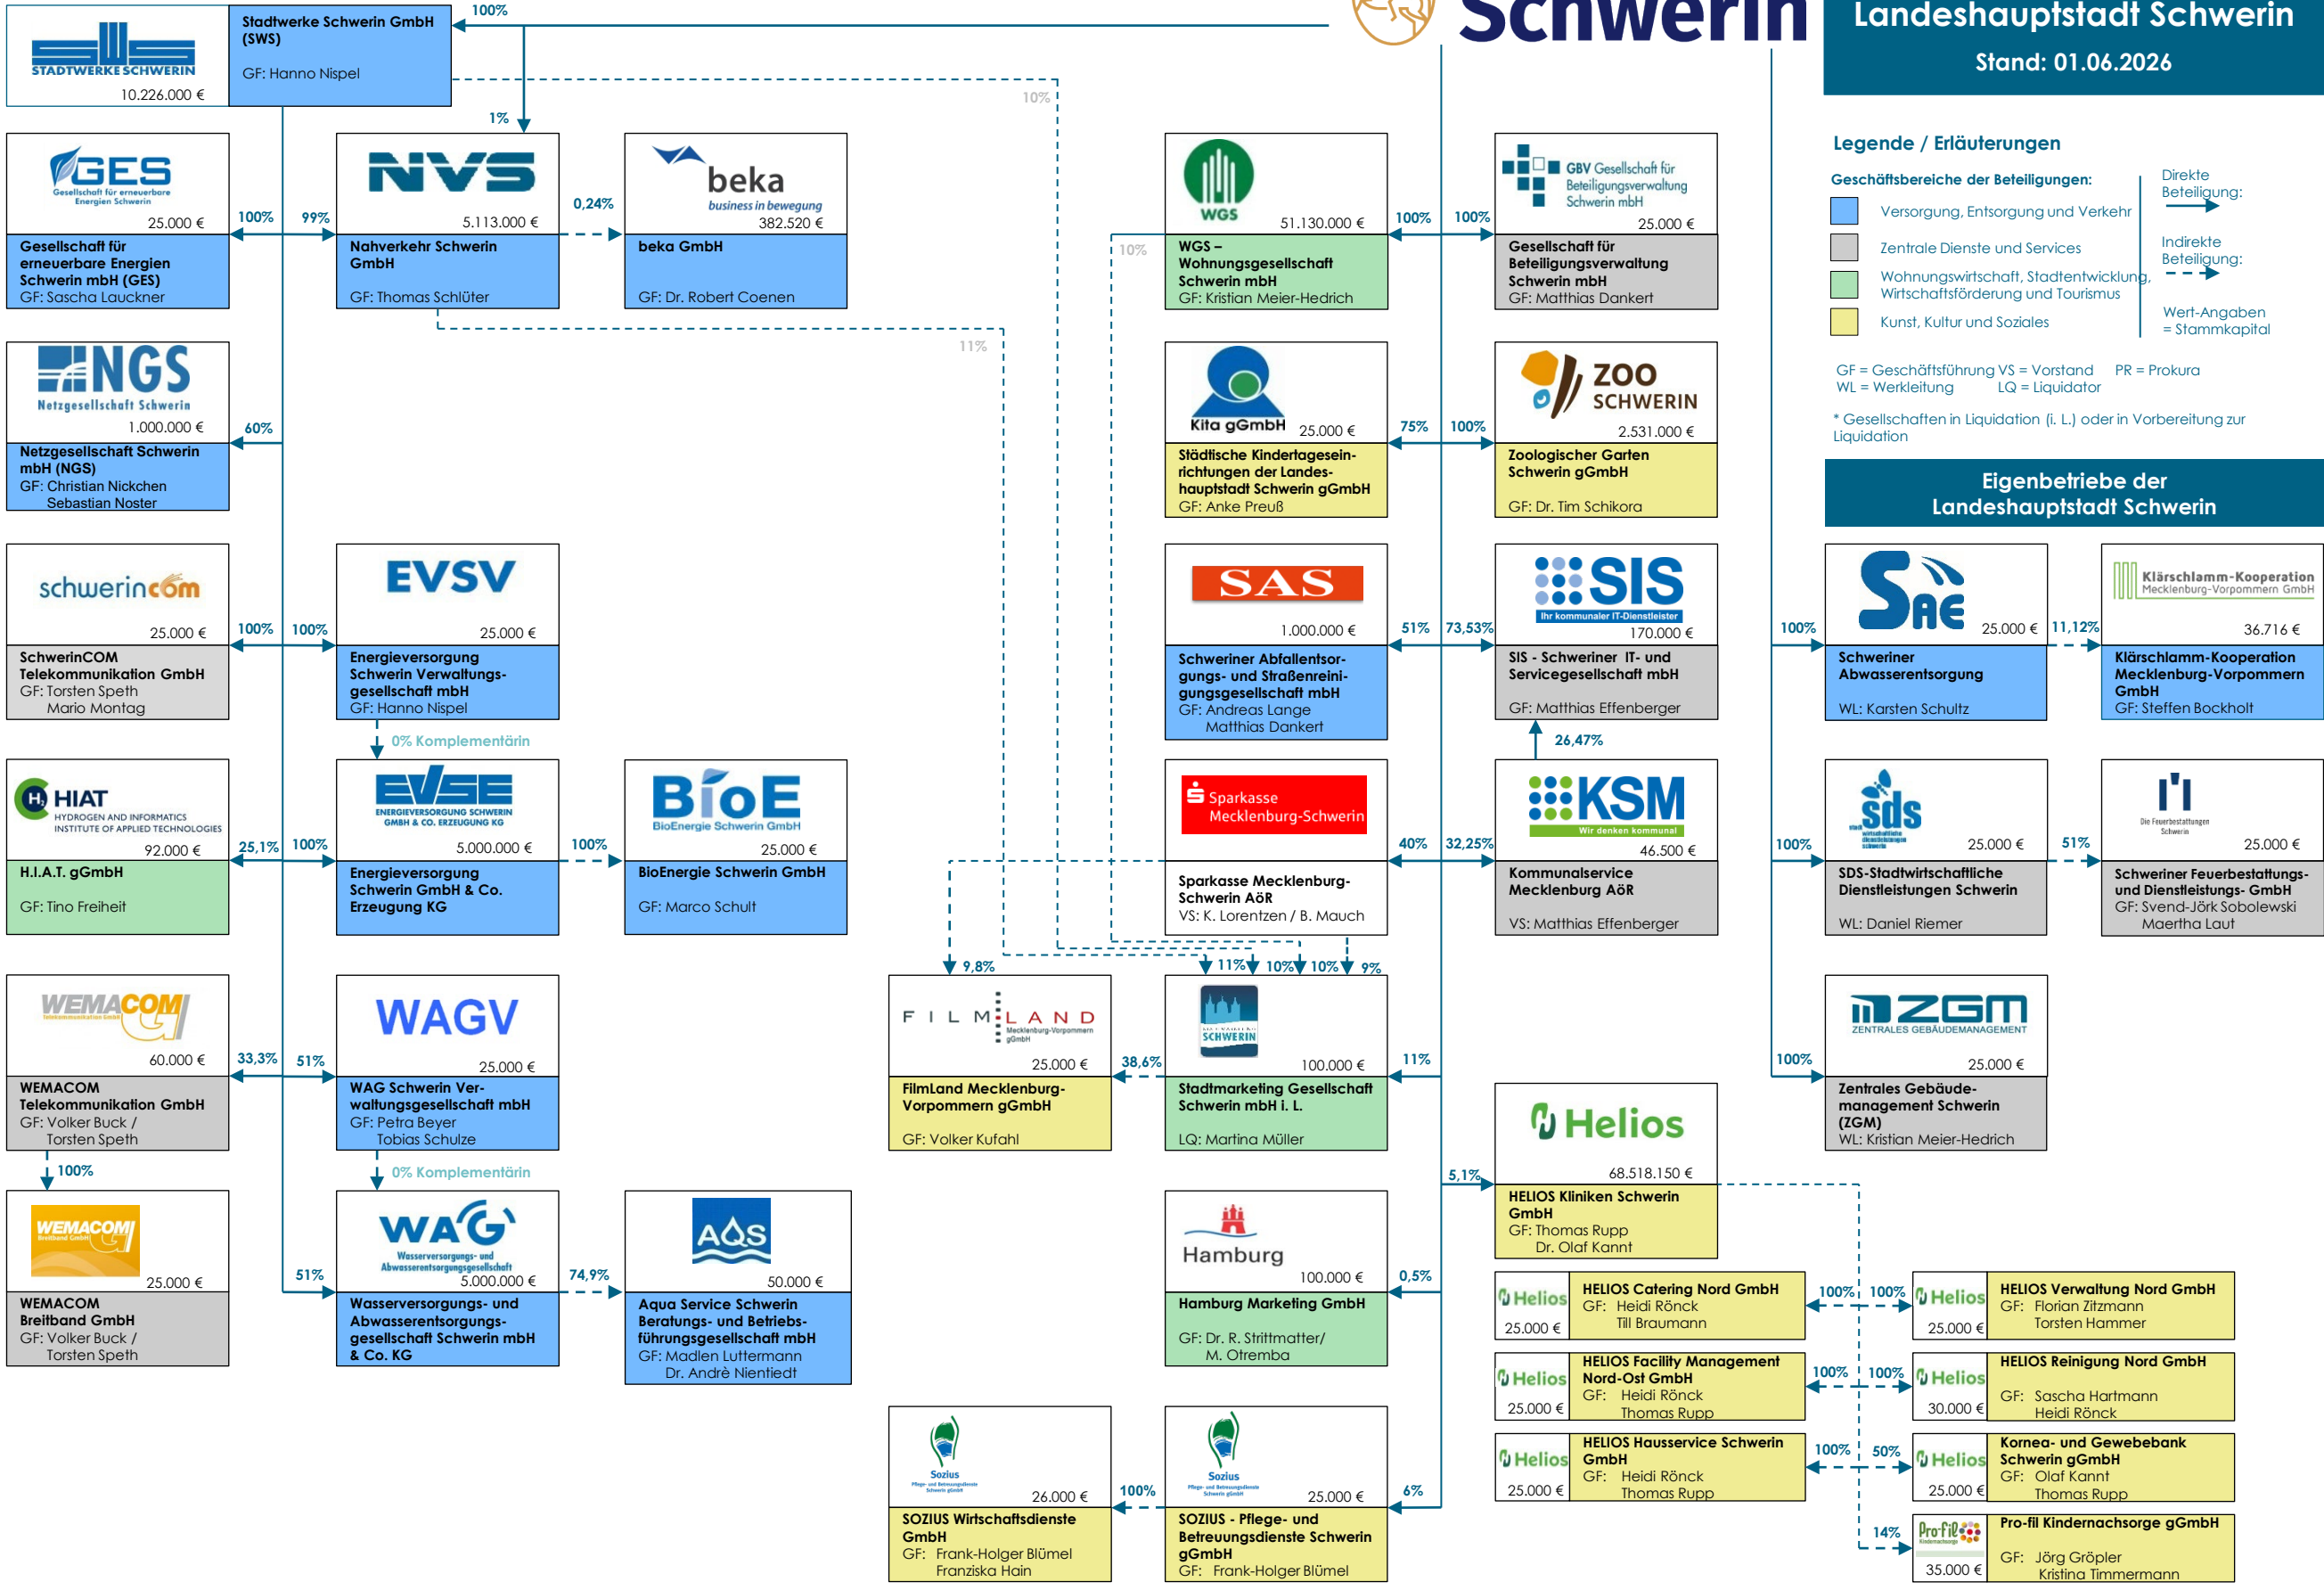 Schwerin
Landeshauptstadt Schwerin
Stand: 01.06.2026
STADTWERKE SCHWERIN
10.226.000 €
Stadtwerke Schwerin GmbH
(SWS)
GF: Hanno Nispel
100%
10%
1%
GES
Gesellschaft für erneuerbare
Energien Schwerin
25.000 €
Gesellschaft für
erneuerbare Energien
Schwerin mbH (GES)
GF: Sascha Lauckner
100%
99%
NVS
5.113.000 €
Nahverkehr Schwerin
GmbH
GF: Thomas Schlüter
0,24%
beka
business in bewegung
382.520 €
beka GmbH
GF: Dr. Robert Coenen
11%
10%
WGS
51.130.000 €
WGS –
Wohnungsgesellschaft
Schwerin mbH
GF: Kristian Meier-Hedrich
100%
100%
GBV Gesellschaft für
Beteiligungsverwaltung
Schwerin mbH
25.000 €
Gesellschaft für
Beteiligungsverwaltung
Schwerin mbH
GF: Matthias Dankert
Legende / Erläuterungen
Geschäftsbereiche der Beteiligungen:
Versorgung, Entsorgung und Verkehr
Zentrale Dienste und Services
Wohnungswirtschaft, Stadtentwicklung,
Wirtschaftsförderung und Tourismus
Kunst, Kultur und Soziales
Direkte
Beteiligung:
Indirekte
Beteiligung:
Wert-Angaben
= Stammkapital
GF = Geschäftsführung VS = Vorstand PR = Prokura
WL = Werkleitung LQ = Liquidator
* Gesellschaften in Liquidation (i. L.) oder in Vorbereitung zur
Liquidation
NGS
Netzgesellschaft Schwerin
1.000.000 €
Netzgesellschaft Schwerin
mbH (NGS)
GF: Christian Nickchen
Sebastian Noster
60%
Kita gGmbH
25.000 €
Städtische Kindertagesein-
richtungen der Landes-
hauptstadt Schwerin gGmbH
GF: Anke Preuß
75%
100%
ZOO
SCHWERIN
2.531.000 €
Zoologischer Garten
Schwerin gGmbH
GF: Dr. Tim Schikora
Eigenbetriebe der
Landeshauptstadt Schwerin
schwerincom
25.000 €
SchwerinCOM
Telekommunikation GmbH
GF: Torsten Speth
Mario Montag
100%
100%
EVSV
25.000 €
Energieversorgung
Schwerin Verwaltungs-
gesellschaft mbH
GF: Hanno Nispel
0% Komplementärin
SAS
1.000.000 €
Schweriner Abfallentsor-
gungs- und Straßenreini-
gungsgesellschaft mbH
GF: Andreas Lange
Matthias Dankert
51%
73,53%
SIS
Ihr kommunaler IT-Dienstleister
170.000 €
SIS - Schweriner IT- und
Servicegesellschaft mbH
GF: Matthias Effenberger
26,47%
100%
SAE
25.000 €
Schweriner
Abwasserentsorgung
WL: Karsten Schultz
11,12%
Klärschlamm-Kooperation
Mecklenburg-Vorpommern GmbH
36.716 €
Klärschlamm-Kooperation
Mecklenburg-Vorpommern
GmbH
GF: Steffen Bockholt
H2 HIAT
HYDROGEN AND INFORMATICS
INSTITUTE OF APPLIED TECHNOLOGIES
92.000 €
H.I.A.T. gGmbH
GF: Tino Freiheit
25,1%
100%
EVSE
ENERGIEVERSORGUNG SCHWERIN
GMBH & CO. ERZEUGUNG KG
5.000.000 €
Energieversorgung
Schwerin GmbH & Co.
Erzeugung KG
100%
BioE
BioEnergie Schwerin GmbH
25.000 €
BioEnergie Schwerin GmbH
GF: Marco Schult
Sparkasse
Mecklenburg-Schwerin
Sparkasse Mecklenburg-
Schwerin AöR
VS: K. Lorentzen / B. Mauch
40%
32,25%
KSM
Wir denken kommunal
46.500 €
Kommunalservice
Mecklenburg AöR
VS: Matthias Effenberger
100%
sds
stadt
wirtschaftliche
dienstleistungen
schwerin
25.000 €
SDS-Stadtwirtschaftliche
Dienstleistungen Schwerin
WL: Daniel Riemer
51%
Die Feuerbestattungen
Schwerin
25.000 €
Schweriner Feuerbestattungs-
und Dienstleistungs- GmbH
GF: Svend-Jörk Sobolewski
Maertha Laut
9,8%
11%
10%
10%
9%
WEMACOM
Telekommunikation GmbH
60.000 €
WEMACOM
Telekommunikation GmbH
GF: Volker Buck /
Torsten Speth
33,3%
51%
WAGV
25.000 €
WAG Schwerin Ver-
waltungsgesellschaft mbH
GF: Petra Beyer
Tobias Schulze
100%
0% Komplementärin
FILMLAND
Mecklenburg-Vorpommern
gGmbH
25.000 €
FilmLand Mecklenburg-
Vorpommern gGmbH
GF: Volker Kufahl
38,6%
SCHWERIN
100.000 €
Stadtmarketing Gesellschaft
Schwerin mbH i. L.
LQ: Martina Müller
11%
100%
ZGM
ZENTRALES GEBÄUDEMANAGEMENT
25.000 €
Zentrales Gebäude-
management Schwerin
(ZGM)
WL: Kristian Meier-Hedrich
5,1%
Helios
68.518.150 €
HELIOS Kliniken Schwerin
GmbH
GF: Thomas Rupp
Dr. Olaf Kannt
WEMACOM
Breitband GmbH
25.000 €
WEMACOM
Breitband GmbH
GF: Volker Buck /
Torsten Speth
51%
WAG
Wasserversorgungs- und
Abwasserentsorgungsgesellschaft
5.000.000 €
Wasserversorgungs- und
Abwasserentsorgungs-
gesellschaft Schwerin mbH
& Co. KG
74,9%
AQS
50.000 €
Aqua Service Schwerin
Beratungs- und Betriebs-
führungsgesellschaft mbH
GF: Madlen Luttermann
Dr. Andrè Nientiedt
Hamburg
100.000 €
Hamburg Marketing GmbH
GF: Dr. R. Strittmatter/
M. Otremba
0,5%
Helios
25.000 €
HELIOS Catering Nord GmbH
GF: Heidi Rönck
Till Braumann
100%
100%
Helios
25.000 €
HELIOS Verwaltung Nord GmbH
GF: Florian Zitzmann
Torsten Hammer
Helios
25.000 €
HELIOS Facility Management
Nord-Ost GmbH
GF: Heidi Rönck
Thomas Rupp
100%
100%
Helios
30.000 €
HELIOS Reinigung Nord GmbH
GF: Sascha Hartmann
Heidi Rönck
Helios
25.000 €
HELIOS Hausservice Schwerin
GmbH
GF: Heidi Rönck
Thomas Rupp
100%
50%
Helios
25.000 €
Kornea- und Gewebebank
Schwerin gGmbH
GF: Olaf Kannt
Thomas Rupp
14%
Pro-fil
Kindernachsorge
35.000 €
Pro-fil Kindernachsorge gGmbH
GF: Jörg Gröpler
Kristina Timmermann
Sozius
Pflege- und Betreuungsdienste
Schwerin gGmbH
26.000 €
SOZIUS Wirtschaftsdienste
GmbH
GF: Frank-Holger Blümel
Franziska Hain
100%
Sozius
Pflege- und Betreuungsdienste
Schwerin gGmbH
25.000 €
SOZIUS - Pflege- und
Betreuungsdienste Schwerin
gGmbH
GF: Frank-Holger Blümel
6%